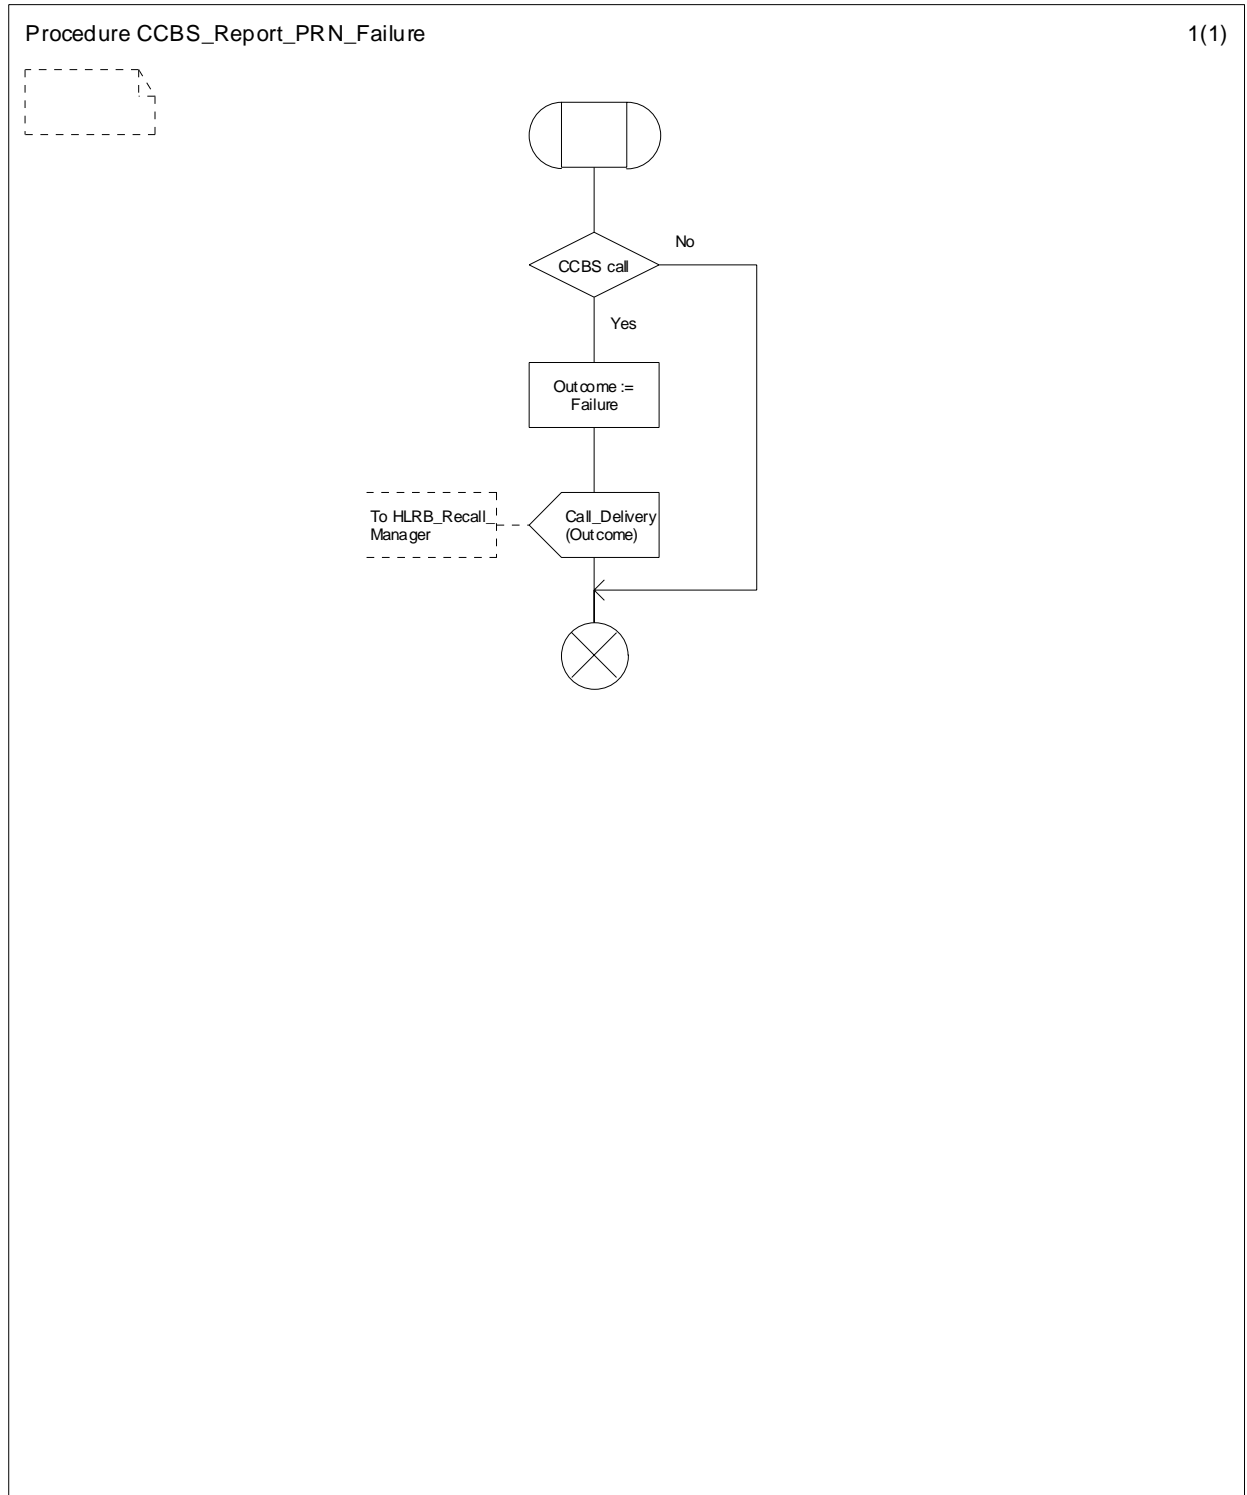 Procedure CCBS_Report_PRN_Failure
1(1)
No
CCBS call
Yes
Outcome :=
Failure
To HLRB_Recall_
Manager
Call_Delivery
(Outcome)